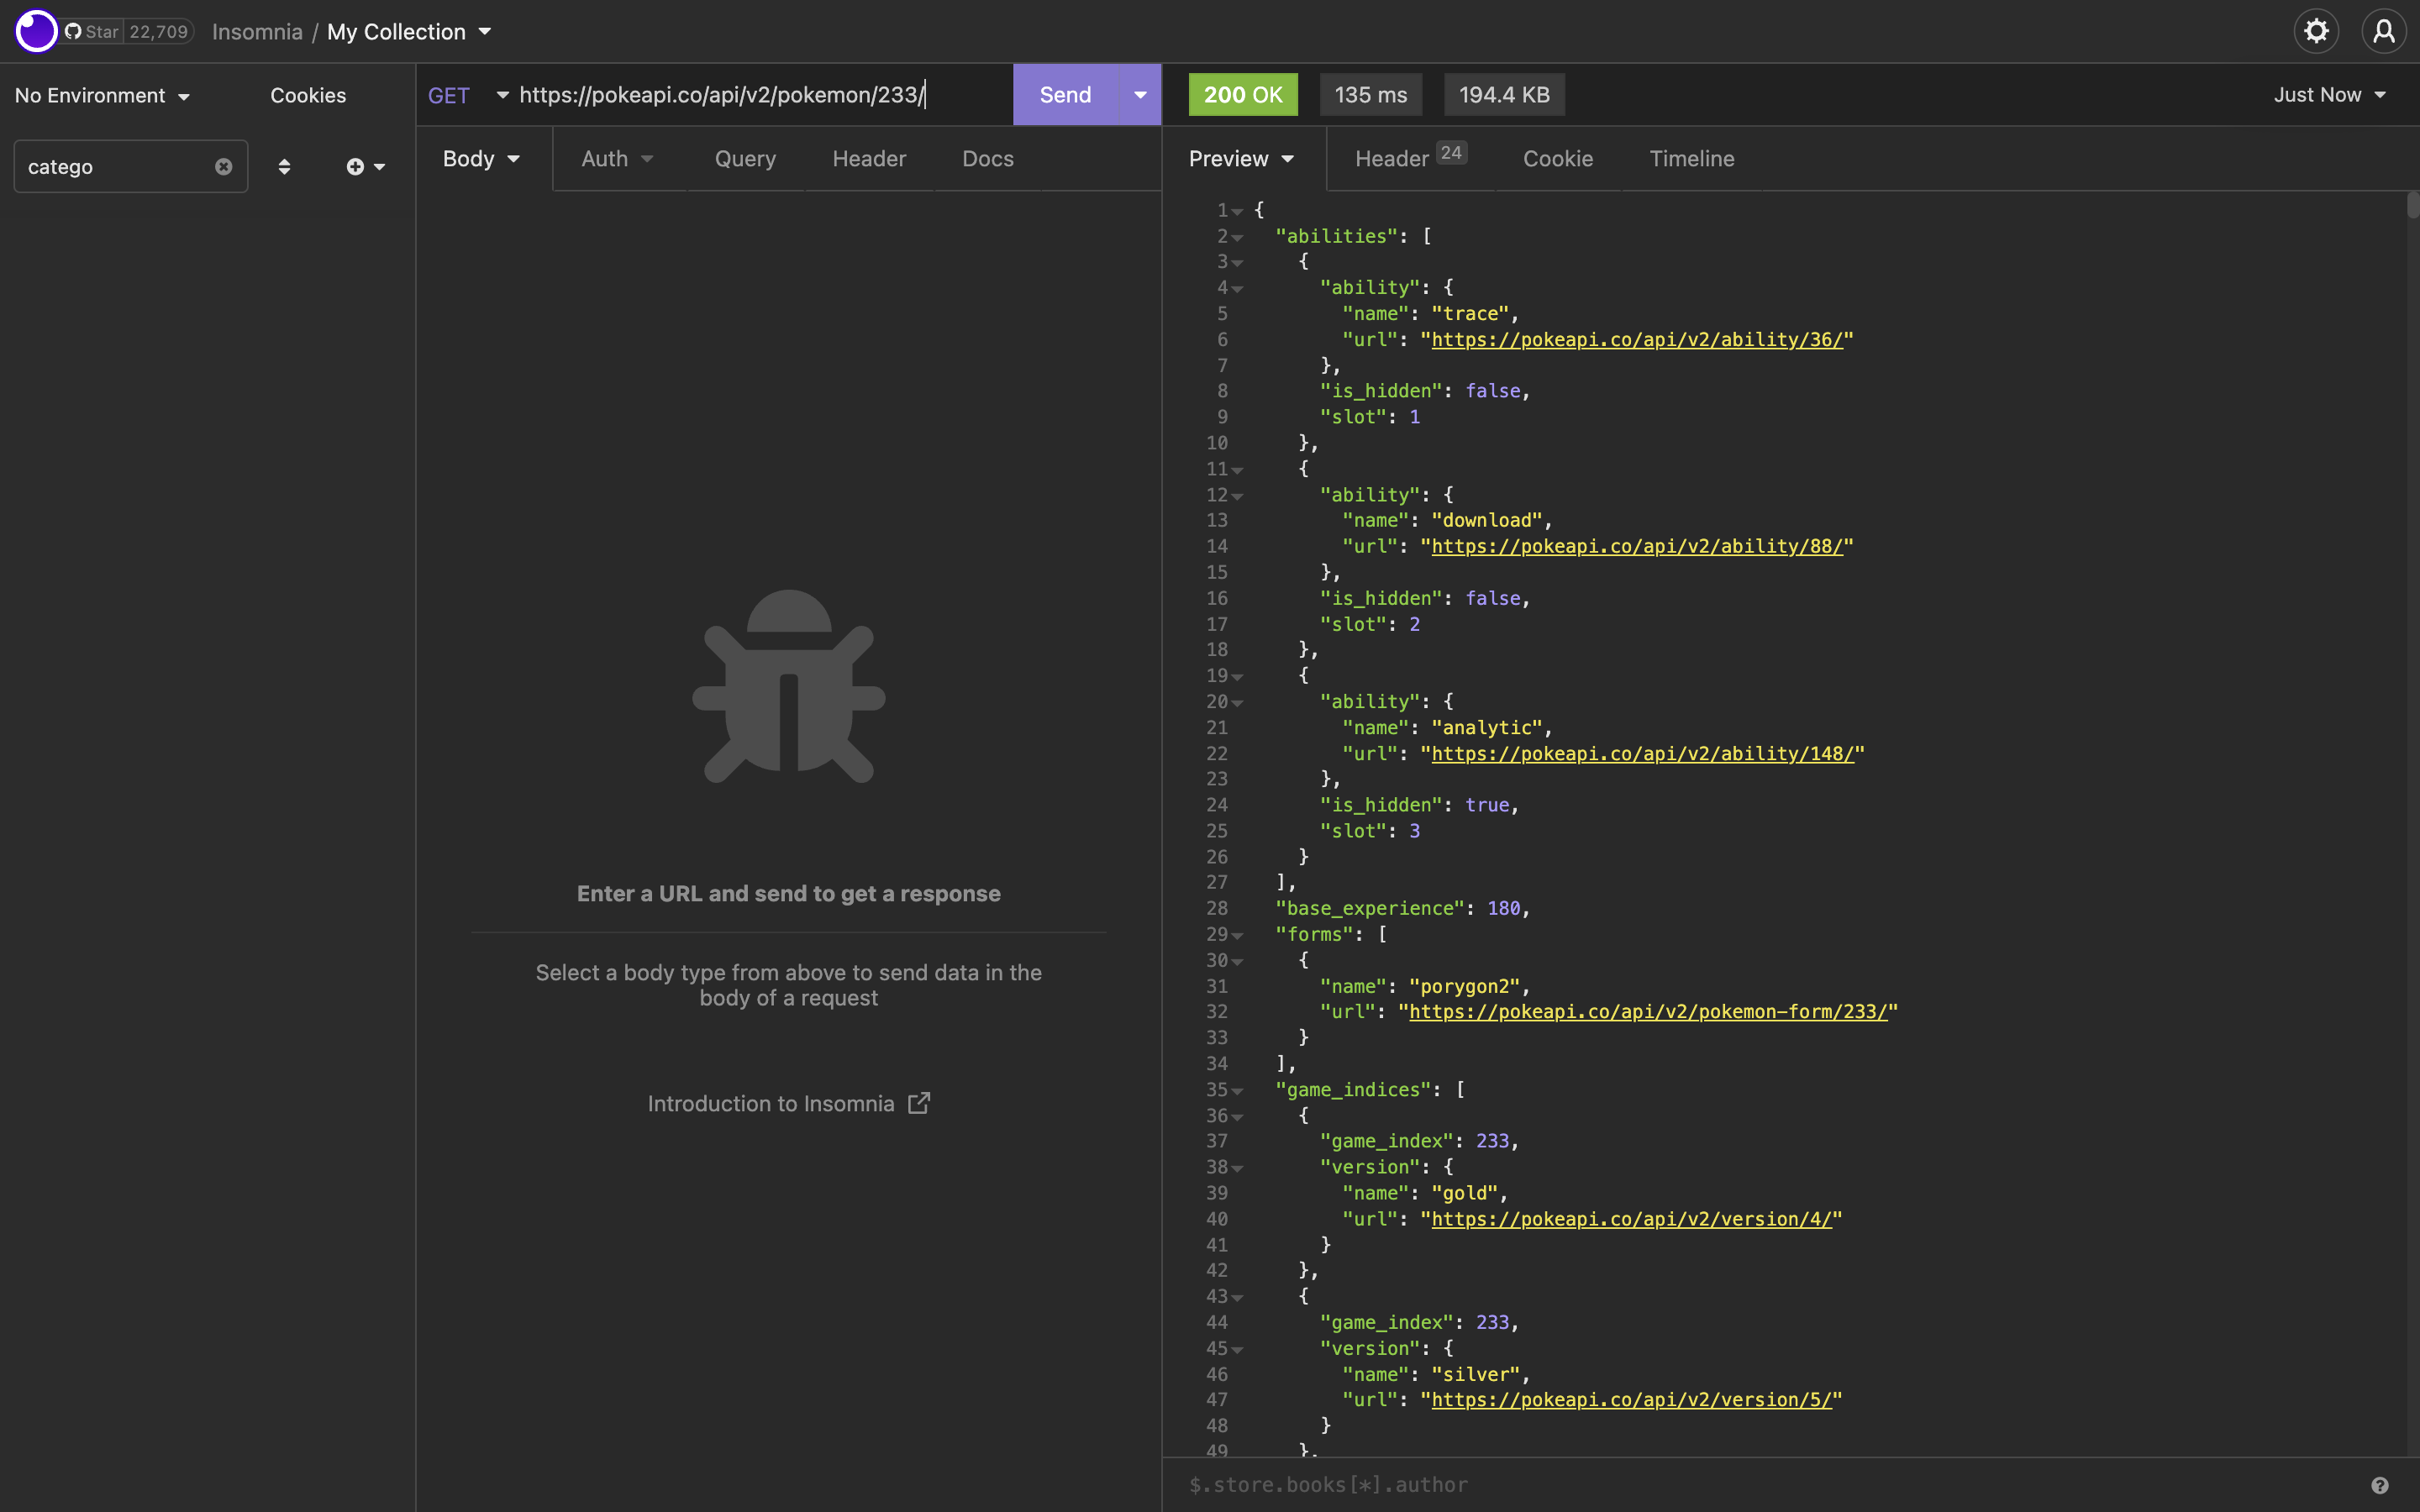 Star 22,709 Insomnia / My Collection
No Environment
Cookies
catego
GET https://pokeapi.co/api/v2/pokemon/233/ Send
Body Auth Query Header Docs
Enter a URL and send to get a response
Select a body type from above to send data in the
body of a request
Introduction to Insomnia
200 OK 135 ms 194.4 KB Just Now
Preview Header 24 Cookie Timeline
1 {
2 "abilities": [
3 {
4 "ability": {
5 "name": "trace",
6 "url": "https://pokeapi.co/api/v2/ability/36/"
7 },
8 "is_hidden": false,
9 "slot": 1
10 },
11 {
12 "ability": {
13 "name": "download",
14 "url": "https://pokeapi.co/api/v2/ability/88/"
15 },
16 "is_hidden": false,
17 "slot": 2
18 },
19 {
20 "ability": {
21 "name": "analytic",
22 "url": "https://pokeapi.co/api/v2/ability/148/"
23 },
24 "is_hidden": true,
25 "slot": 3
26 }
27 ],
28 "base_experience": 180,
29 "forms": [
30 {
31 "name": "porygon2",
32 "url": "https://pokeapi.co/api/v2/pokemon-form/233/"
33 }
34 ],
35 "game_indices": [
36 {
37 "game_index": 233,
38 "version": {
39 "name": "gold",
40 "url": "https://pokeapi.co/api/v2/version/4/"
41 }
42 },
43 {
44 "game_index": 233,
45 "version": {
46 "name": "silver",
47 "url": "https://pokeapi.co/api/v2/version/5/"
48 }
49 },
$.store.books[*].author